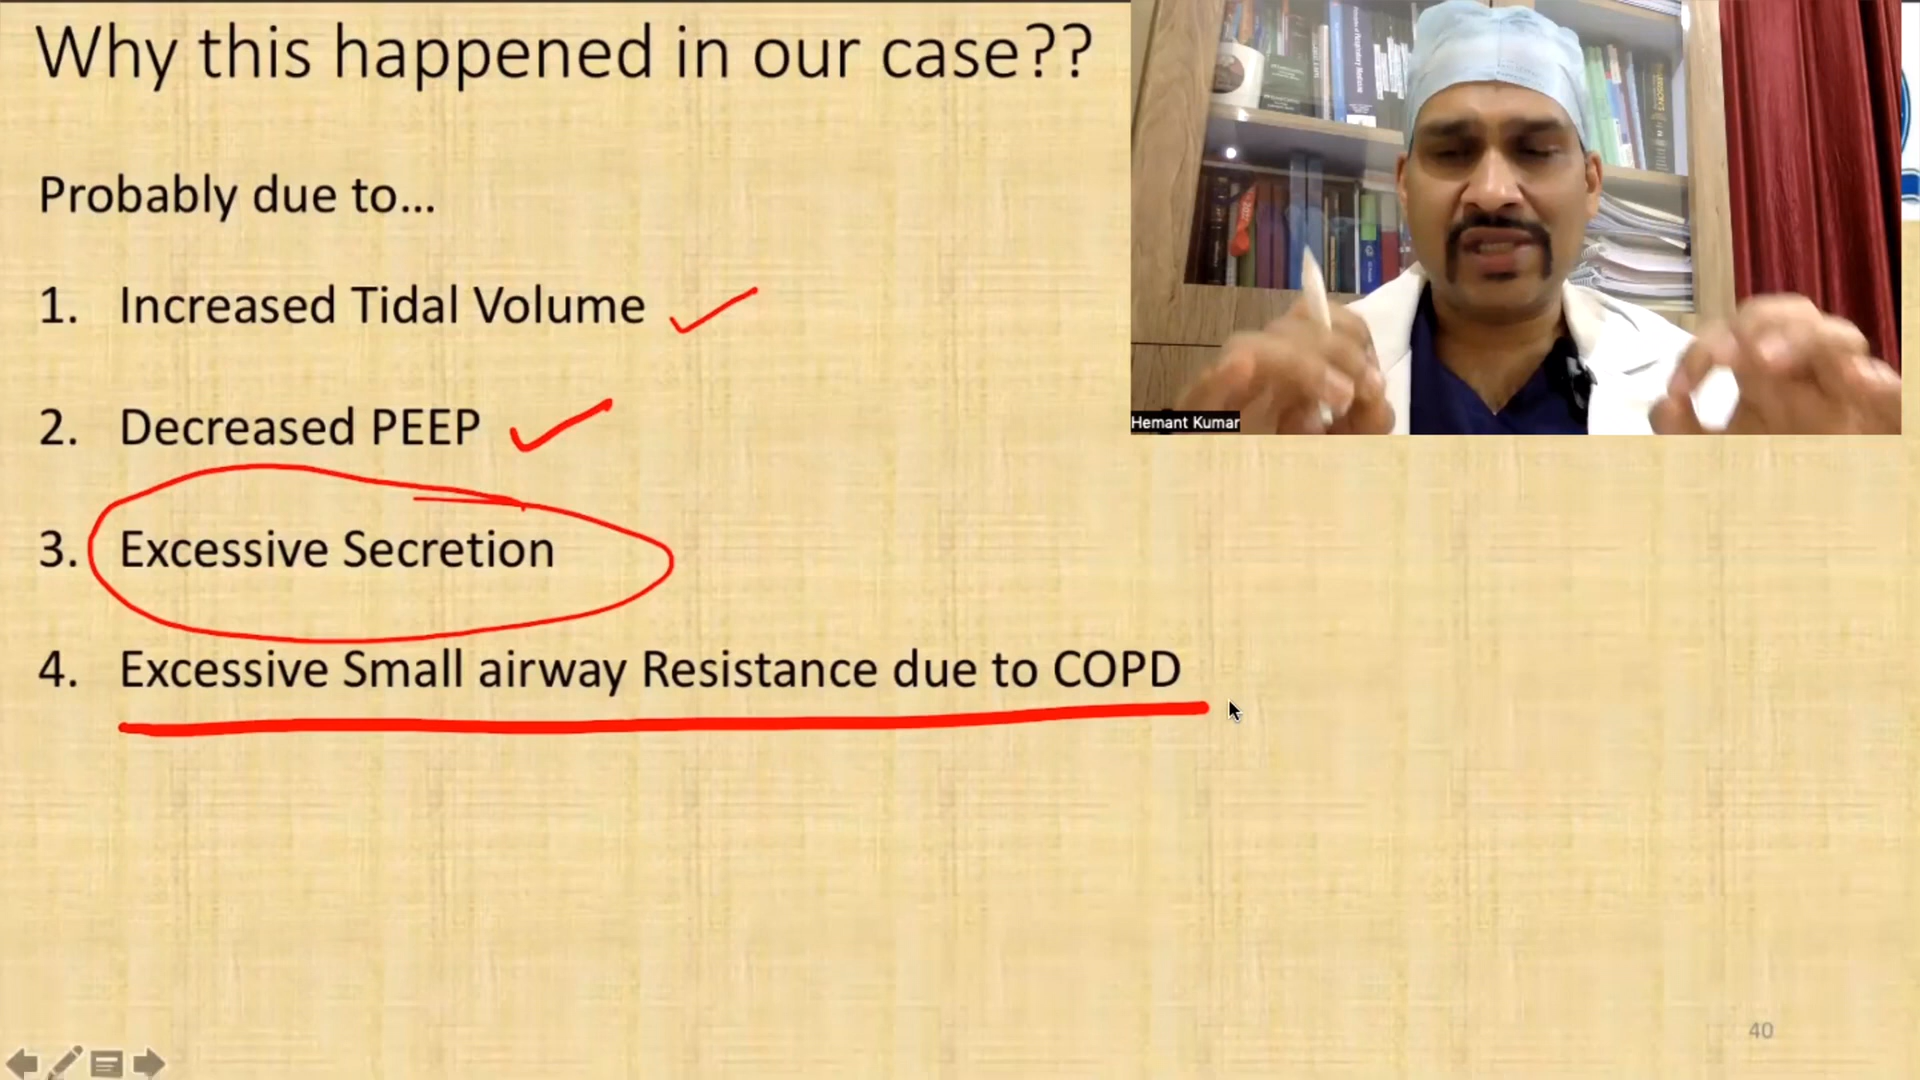 Why this happened in our case??
Probably due to...
1. Increased Tidal Volume
2. Decreased PEEP
3. Excessive Secretion
4. Excessive Small airway Resistance due to COPD
Hemant Kumar
40